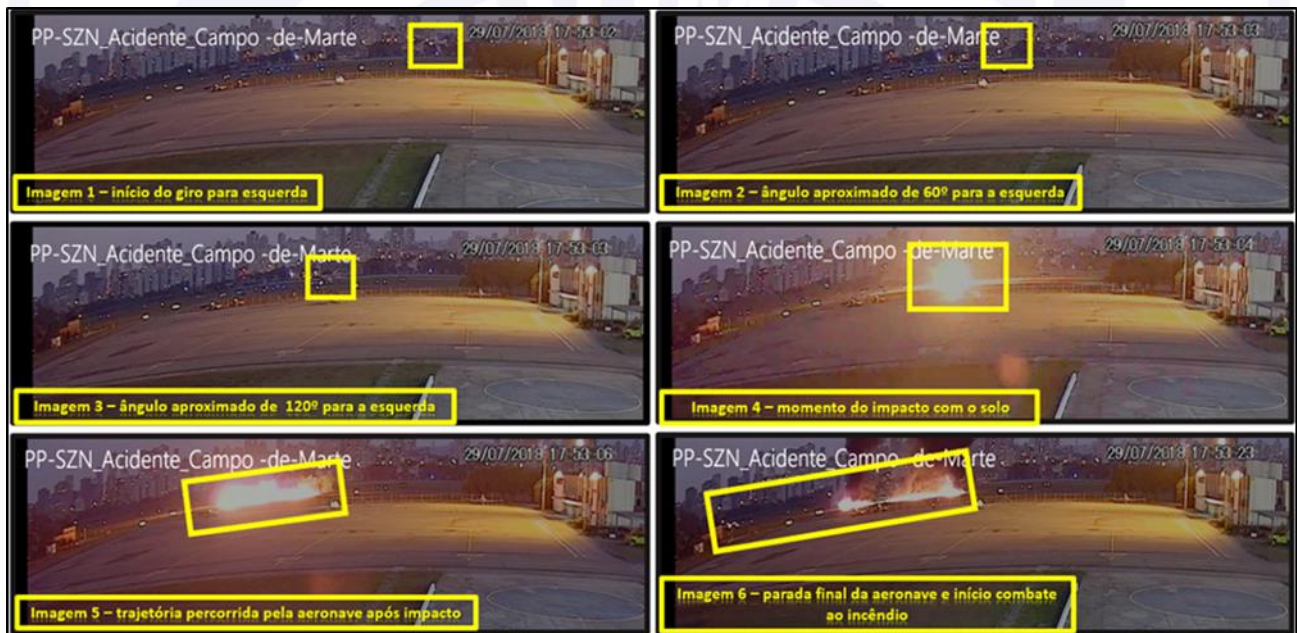 PP-SZN_Acidente_Campo -de-Marte 29/07/2018 17-53-02
Imagem 1 – início do giro para esquerda
PP-SZN_Acidente_Campo -de-Marte 29/07/2018 17-53-03
Imagem 2 – ângulo aproximado de 60º para a esquerda
PP-SZN_Acidente_Campo -de-Marte 29/07/2018 17-53-03
Imagem 3 – ângulo aproximado de 120º para a esquerda
PP-SZN_Acidente_Campo -de-Marte 29/07/2018 17-53-04
Imagem 4 – momento do impacto com o solo
PP-SZN_Acidente_Campo -de-Marte 29/07/2018 17-53-06
Imagem 5 – trajetória percorrida pela aeronave após impacto
PP-SZN_Acidente_Campo -de-Marte 29/07/2018 17-53-23
Imagem 6 – parada final da aeronave e início combate
ao incêndio